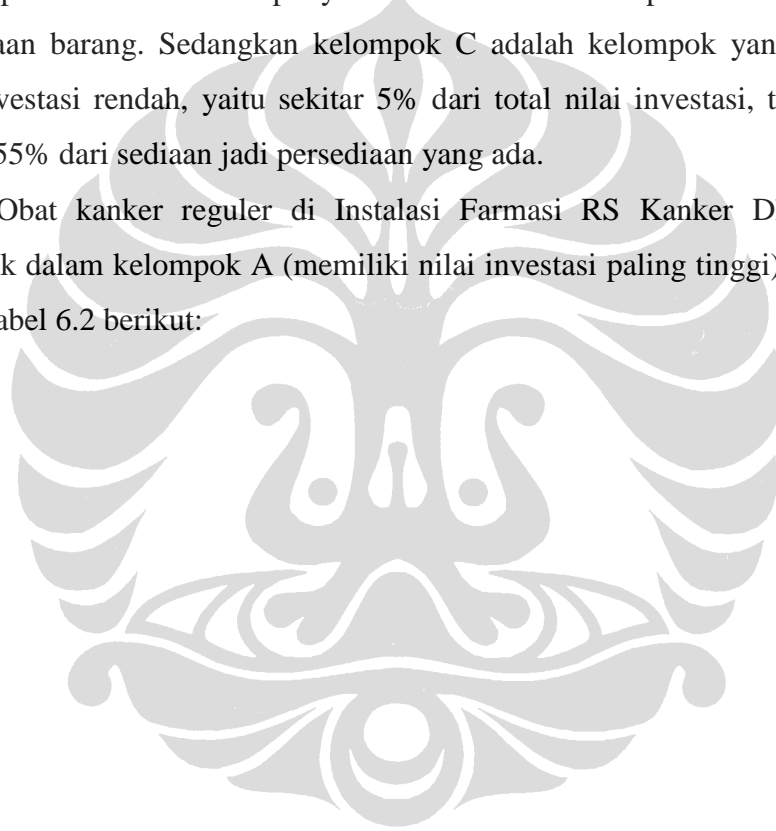 aan barang. Sedangkan kelompok C adalah kelompok yan
vestasi rendah, yaitu sekitar 5% dari total nilai investasi, t
55% dari sediaan jadi persediaan yang ada.
Obat kanker reguler di Instalasi Farmasi RS Kanker D
k dalam kelompok A (memiliki nilai investasi paling tinggi)
abel 6.2 berikut: